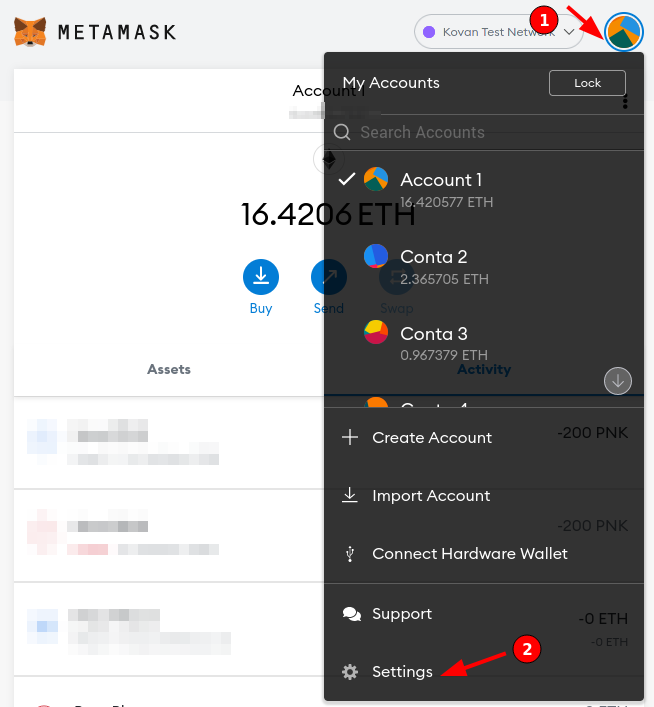 METAMASK
Kovan Test Network
1
My Accounts
Lock
Account 1
Search Accounts
16.4206 ETH
Account 1
16.420577 ETH
Conta 2
2.365705 ETH
Buy
Send
Swap
Conta 3
0.967379 ETH
Assets
Activity
Conta 4
Create Account
-200 PNK
Import Account
-200 PNK
Connect Hardware Wallet
Support
-0 ETH
-0 ETH
2
Settings